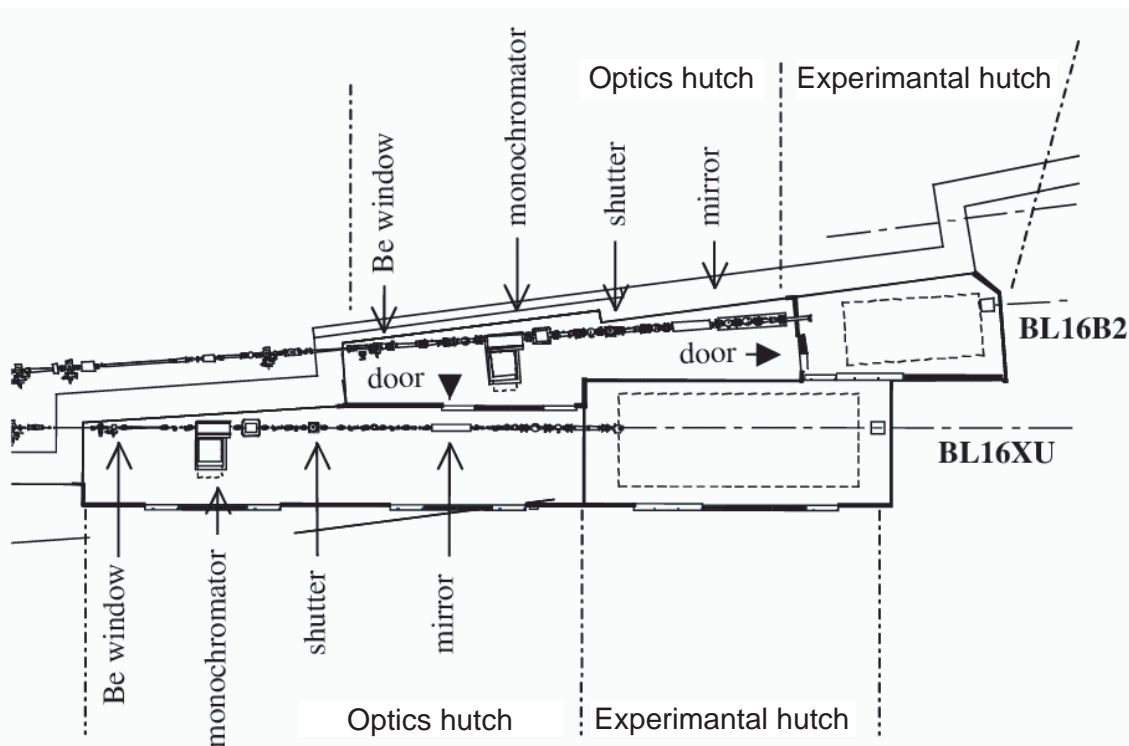 Optics hutch
Experimantal hutch
Be window
monochromator
shutter
mirror
door
door
BL16B2
BL16XU
Be window
monochromator
shutter
mirror
Optics hutch
Experimantal hutch